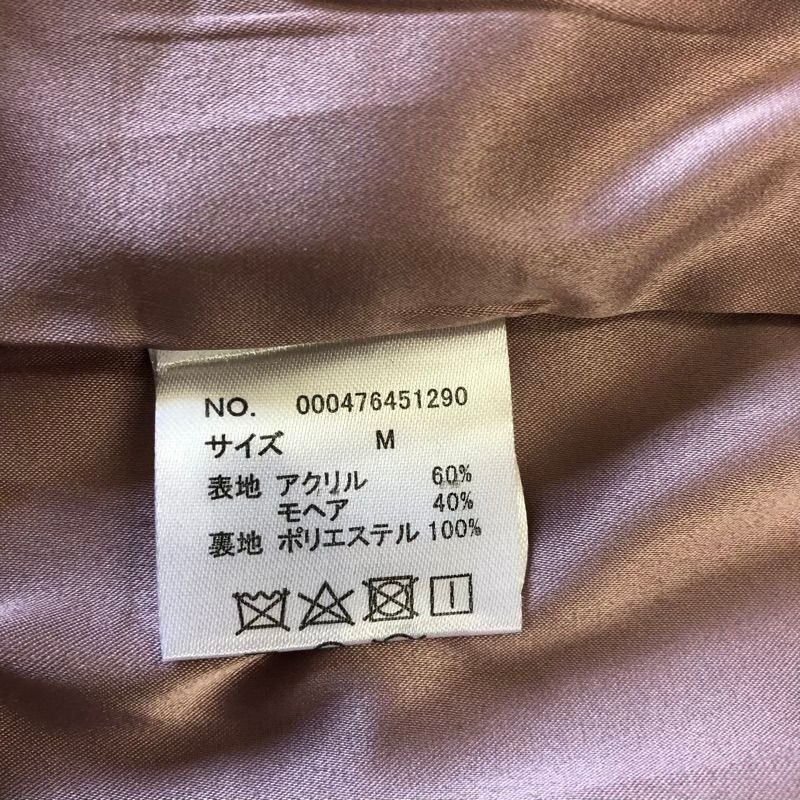 NO. 000476451290
サイズ M
表地 アクリル 60%
モヘア 40%
裏地 ポリエステル 100%